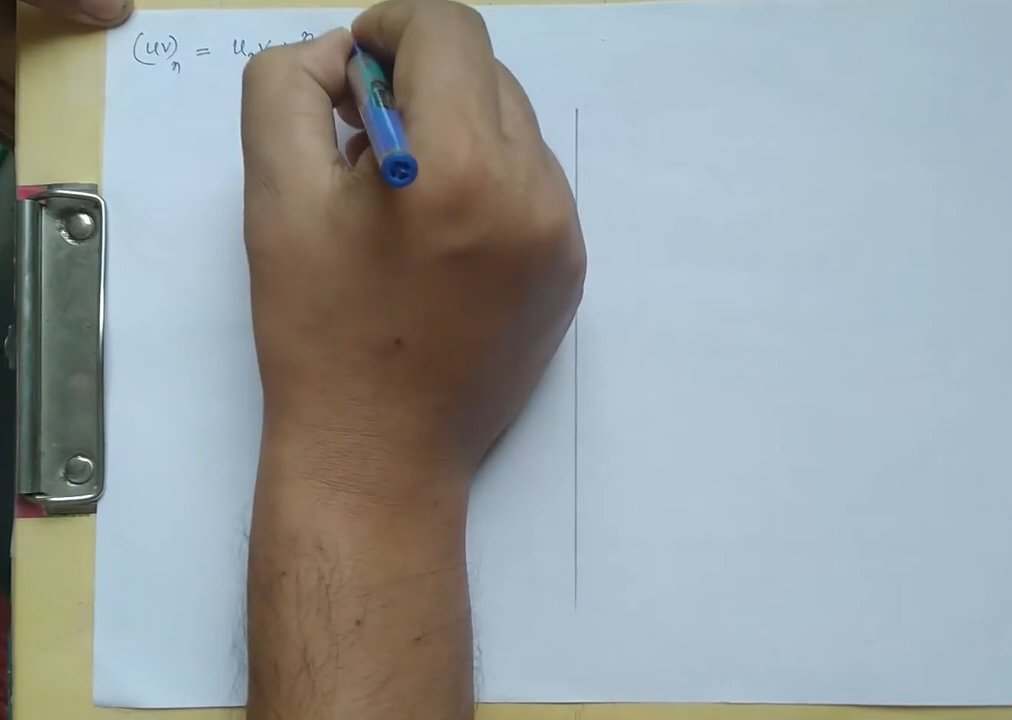 (uv)ₙ = uₙv + n